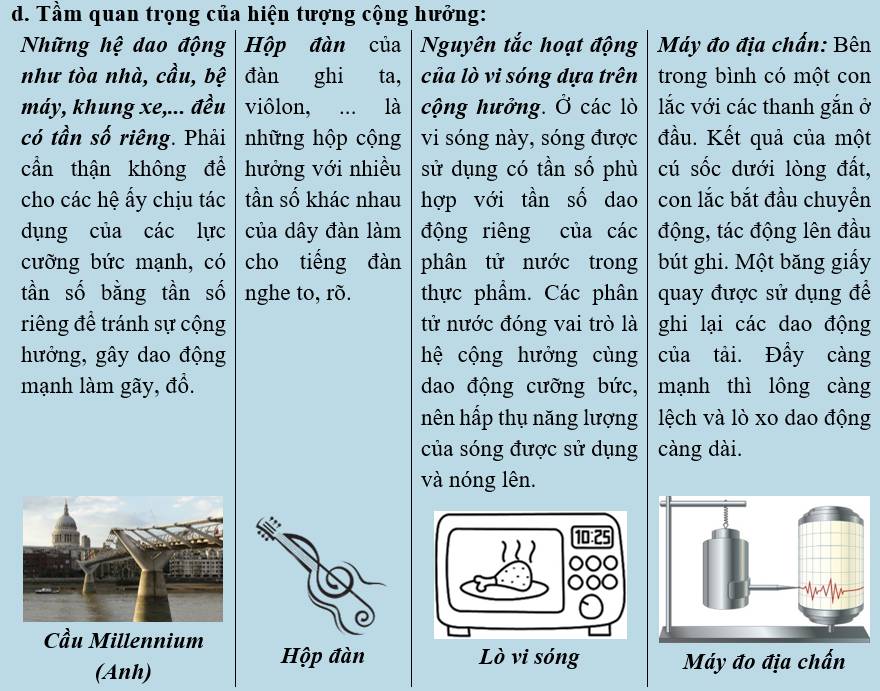 d. Tầm quan trọng của hiện tượng cộng hưởng:
Những hệ dao động
như tòa nhà, cầu, bệ
máy, khung xe,... đều
có tần số riêng. Phải
cẩn thận không để
cho các hệ ấy chịu tác
dụng của các lực
cưỡng bức mạnh, có
tần số bằng tần số
riêng để tránh sự cộng
hưởng, gây dao động
mạnh làm gãy, đổ.
Cầu Millennium
(Anh)
Hộp đàn của
đàn ghi ta,
viôlon, ... là
những hộp cộng
hưởng với nhiều
tần số khác nhau
của dây đàn làm
cho tiếng đàn
nghe to, rõ.
Hộp đàn
Nguyên tắc hoạt động
của lò vi sóng dựa trên
cộng hưởng. Ở các lò
vi sóng này, sóng được
sử dụng có tần số phù
hợp với tần số dao
động riêng của các
phân tử nước trong
thực phẩm. Các phân
tử nước đóng vai trò là
hệ cộng hưởng cùng
dao động cưỡng bức,
nên hấp thụ năng lượng
của sóng được sử dụng
và nóng lên.
10:25
Lò vi sóng
Máy đo địa chấn: Bên
trong bình có một con
lắc với các thanh gắn ở
đầu. Kết quả của một
cú sốc dưới lòng đất,
con lắc bắt đầu chuyển
động, tác động lên đầu
bút ghi. Một băng giấy
quay được sử dụng để
ghi lại các dao động
của tải. Đẩy càng
mạnh thì lông càng
lệch và lò xo dao động
càng dài.
Máy đo địa chấn